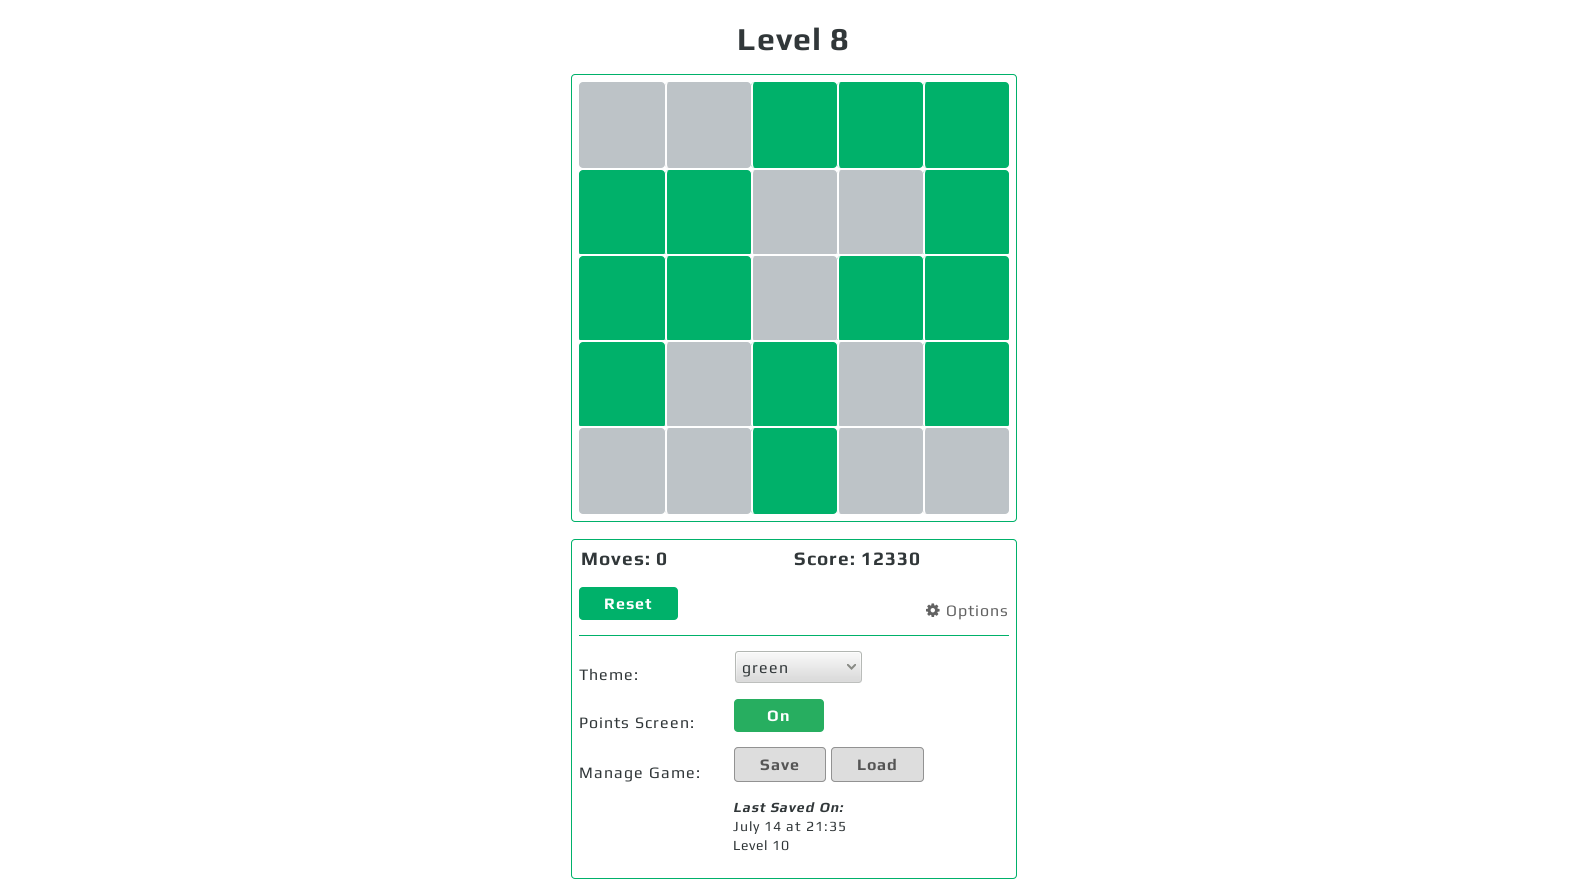 Level 8
Moves: 0 Score: 12330
Reset Options
Theme: green
Points Screen: On
Manage Game: Save Load
Last Saved On:
July 14 at 21:35
Level 10